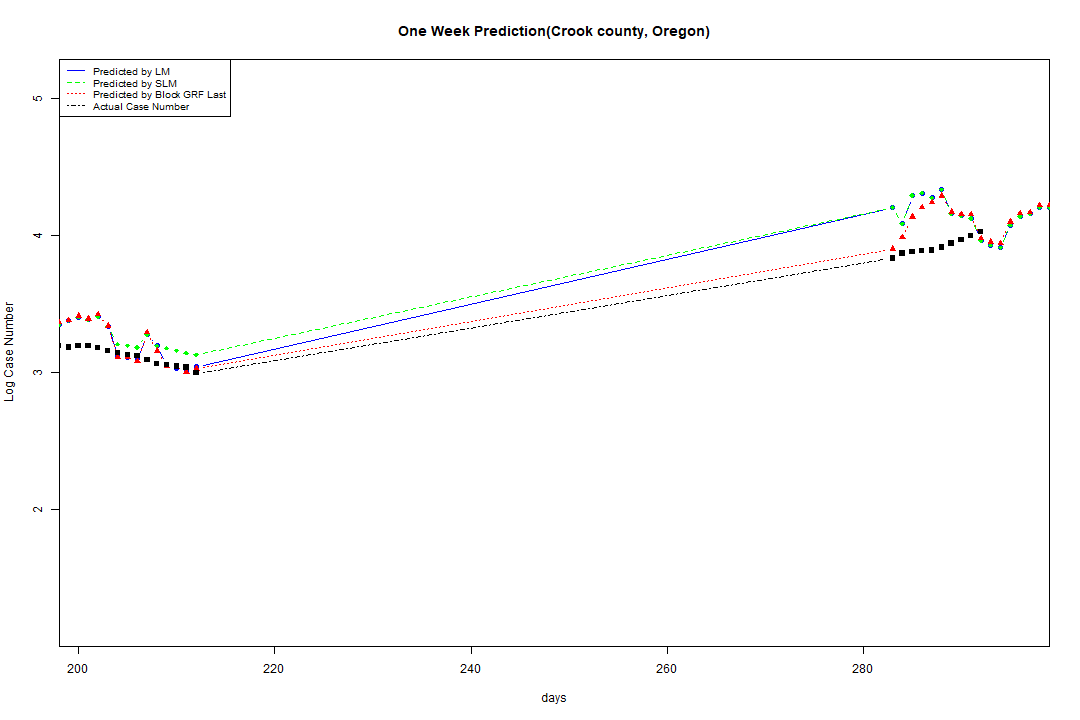 One Week Prediction(Crook county, Oregon)
Predicted by LM
Predicted by SLM
Predicted by Block GRF Last
Actual Case Number
5
4
3
2
Log Case Number
200 220 240 260 280
days